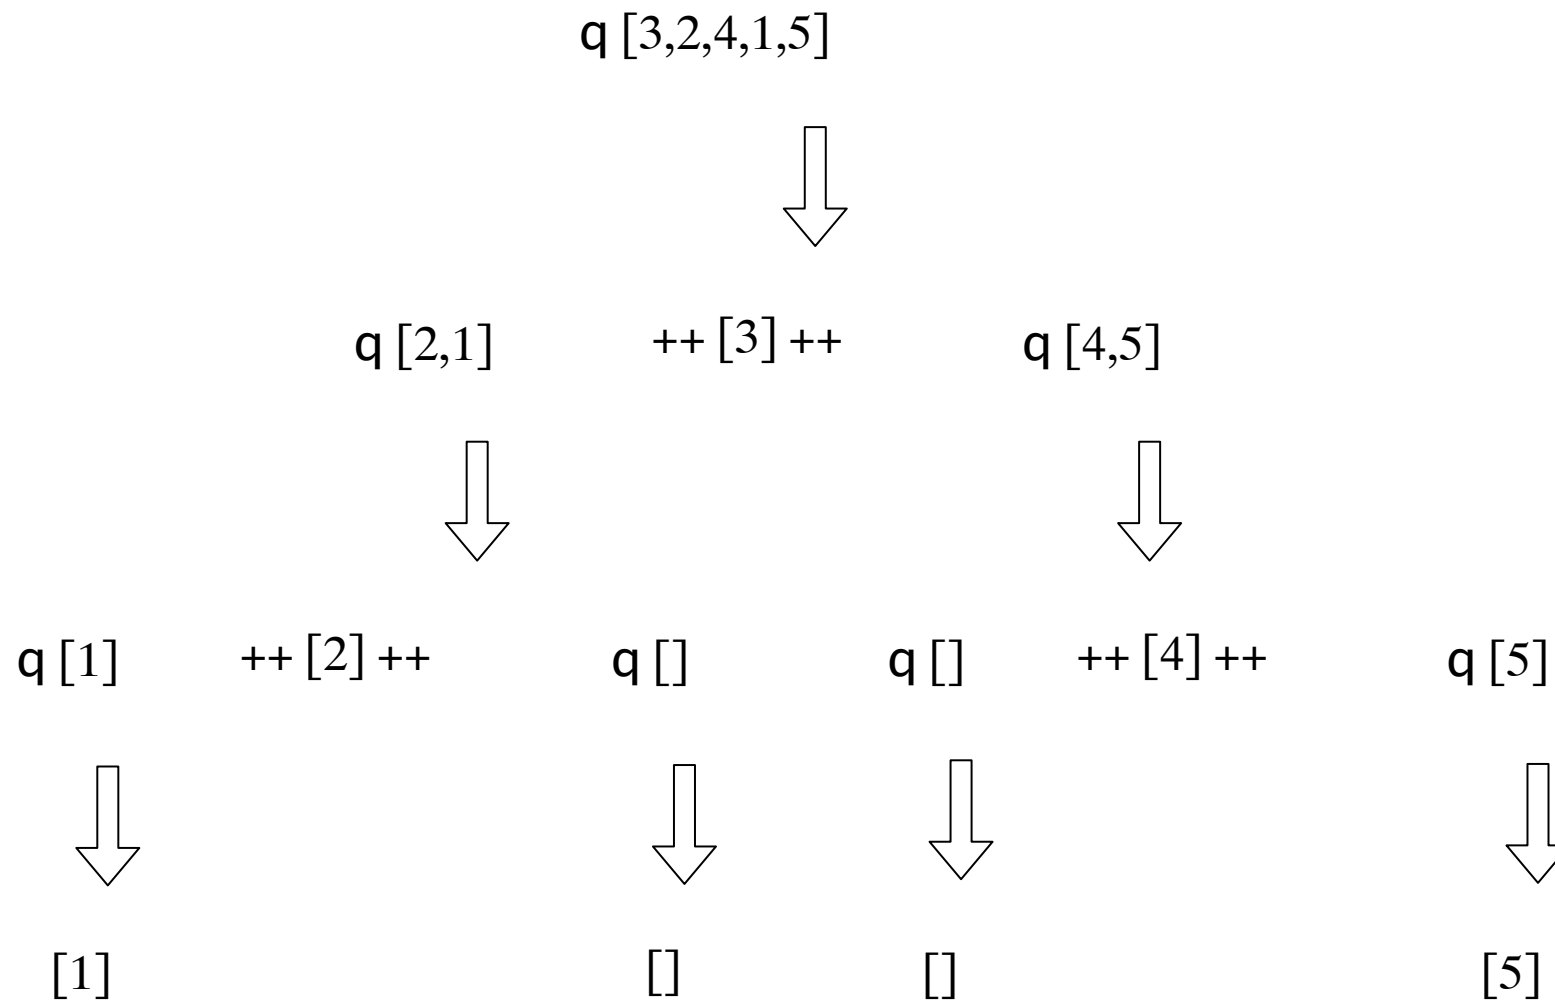 q [3,2,4,1,5]
q [2,1] ++ [3] ++ q [4,5]
q [1] ++ [2] ++ q [] q [] ++ [4] ++ q [5]
[1] [] [] [5]